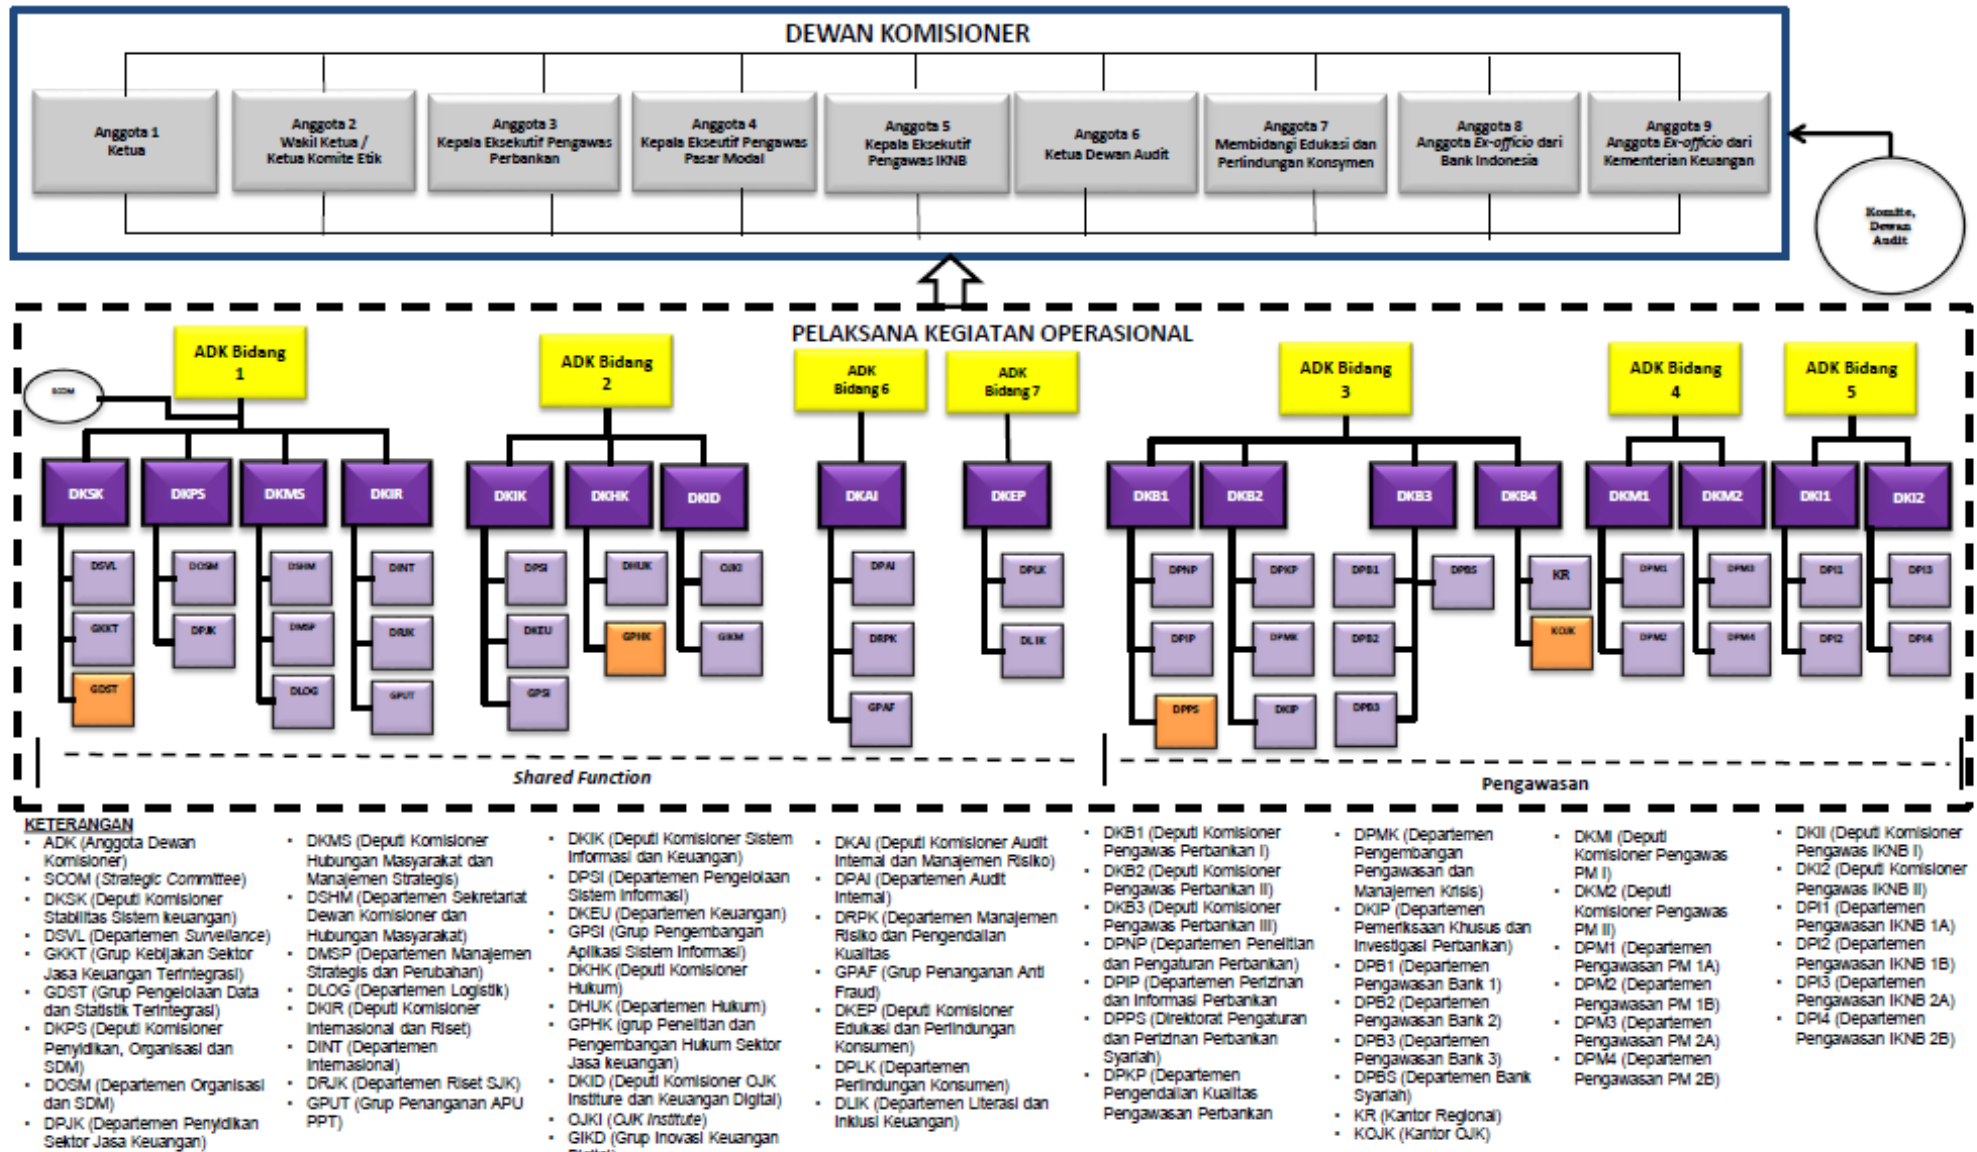 DEWAN KOMISIONER
Anggota 1
Ketua
Anggota 2
Wakil Ketua /
Ketua Komite Etik
Anggota 3
Kepala Eksekutif Pengawas
Perbankan
Anggota 4
Kepala Eksekutif Pengawas
Pasar Modal
Anggota 5
Kepala Eksekutif
Pengawas IKNB
Anggota 6
Ketua Dewan Audit
Anggota 7
Membidangi Edukasi dan
Perlindungan Konsymen
Anggota 8
Anggota Ex-officio dari
Bank Indonesia
Anggota 9
Anggota Ex-officio dari
Kementerian Keuangan
Komite,
Dewan
Audit
PELAKSANA KEGIATAN OPERASIONAL
SCOM
ADK Bidang
1
ADK Bidang
2
ADK
Bidang 6
ADK
Bidang 7
ADK Bidang
3
ADK Bidang
4
ADK Bidang
5
DKSK
DKPS
DKMS
DKIR
DKIK
DKHK
DKID
DKAI
DKEP
DKB1
DKB2
DKB3
DKB4
DKM1
DKM2
DKI1
DKI2
DSVL
DOSM
DSHM
DINT
DPSI
DHUK
OJKI
DPAI
DPLK
DPNP
DPKP
DPB1
DPBS
KR
DPM1
DPM3
DPI1
DPI3
GKKT
DPJK
DMSP
DRJK
DKEU
GPHK
GIKM
DRPK
DLIK
DPIP
DPMK
DPB2
KOJK
DPM2
DPM4
DPI2
DPI4
GDST
DLOG
GPUT
GPSI
GPAF
DPPS
DKIP
DPB3
Shared Function
Pengawasan
KETERANGAN
• ADK (Anggota Dewan
Komisioner)
• SCOM (Strategic Committee)
• DKSK (Deputi Komisioner
Stabilitas Sistem keuangan)
• DSVL (Departemen Surveilance)
• GKKT (Grup Kebijakan Sektor
Jasa Keuangan Terintegrasi)
• GDST (Grup Pengelolaan Data
dan Statistik Terintegrasi)
• DKPS (Deputi Komisioner
Penyidikan, Organisasi dan
SDM)
• DOSM (Departemen Organisasi
dan SDM)
• DPJK (Departemen Penyidikan
Sektor Jasa Keuangan)
• DKMS (Deputi Komisioner
Hubungan Masyarakat dan
Manajemen Strategis)
• DSHM (Departemen Sekretariat
Dewan Komisioner dan
Hubungan Masyarakat)
• DMSP (Departemen Manajemen
Strategis dan Perubahan)
• DLOG (Departemen Logistik)
• DKIR (Deputi Komisioner
Internasional dan Riset)
• DINT (Departemen
Internasional)
• DRJK (Departemen Riset SJK)
• GPUT (Grup Penanganan APU
PPT)
• DKIK (Deputi Komisioner Sistem
Informasi dan Keuangan)
• DPSI (Departemen Pengelolaan
Sistem Informasi)
• DKEU (Departemen Keuangan)
• GPSI (Grup Pengembangan
Aplikasi Sistem Informasi)
• DKHK (Deputi Komisioner
Hukum)
• DHUK (Departemen Hukum)
• GPHK (grup Penelitian dan
Pengembangan Hukum Sektor
Jasa keuangan)
• DKID (Deputi Komisioner OJK
Institure dan Keuangan Digital)
• OJKI (OJK Institute)
• GIKD (Grup Inovasi Keuangan
• DKAI (Deputi Komisioner Audit
Internal dan Manajemen Risiko)
• DPAI (Departemen Audit
Internal)
• DRPK (Departemen Manajemen
Risiko dan Pengendalian
Kualitas
• GPAF (Grup Penanganan Anti
Fraud)
• DKEP (Deputi Komisioner
Edukasi dan Perlindungan
Konsumen)
• DPLK (Departemen
Perlindungan Konsumen)
• DLIK (Departemen Literasi dan
Inklusi Keuangan)
• DKB1 (Deputi Komisioner
Pengawas Perbankan I)
• DKB2 (Deputi Komisioner
Pengawas Perbankan II)
• DKB3 (Deputi Komisioner
Pengawas Perbankan III)
• DPNP (Departemen Penelitian
dan Pengaturan Perbankan)
• DPIP (Departemen Perizinan
dan Informasi Perbankan
• DPPS (Direktorat Pengaturan
dan Perizinan Perbankan
Syariah)
• DPKP (Departemen
Pengendalian Kualitas
Pengawasan Perbankan
• DPMK (Departemen
Pengembangan
Pengawasan dan
Manajemen Krisis)
• DKIP (Departemen
Pemeriksaan Khusus dan
Investigasi Perbankan)
• DPB1 (Departemen
Pengawasan Bank 1)
• DPB2 (Departemen
Pengawasan Bank 2)
• DPB3 (Departemen
Pengawasan Bank 3)
• DPBS (Departemen Bank
Syariah)
• KR (Kantor Regional)
• KOJK (Kantor OJK)
• DKMI (Deputi
Komisioner Pengawas
PM I)
• DKM2 (Deputi
Komisioner Pengawas
PM II)
• DPM1 (Departemen
Pengawasan PM 1A)
• DPM2 (Departemen
Pengawasan PM 1B)
• DPM3 (Departemen
Pengawasan PM 2A)
• DPM4 (Departemen
Pengawasan PM 2B)
• DKII (Deputi Komisioner
Pengawas IKNB I)
• DKI2 (Deputi Komisioner
Pengawas IKNB II)
• DPI1 (Departemen
Pengawasan IKNB 1A)
• DPI2 (Departemen
Pengawasan IKNB 1B)
• DPI3 (Departemen
Pengawasan IKNB 2A)
• DPI4 (Departemen
Pengawasan IKNB 2B)